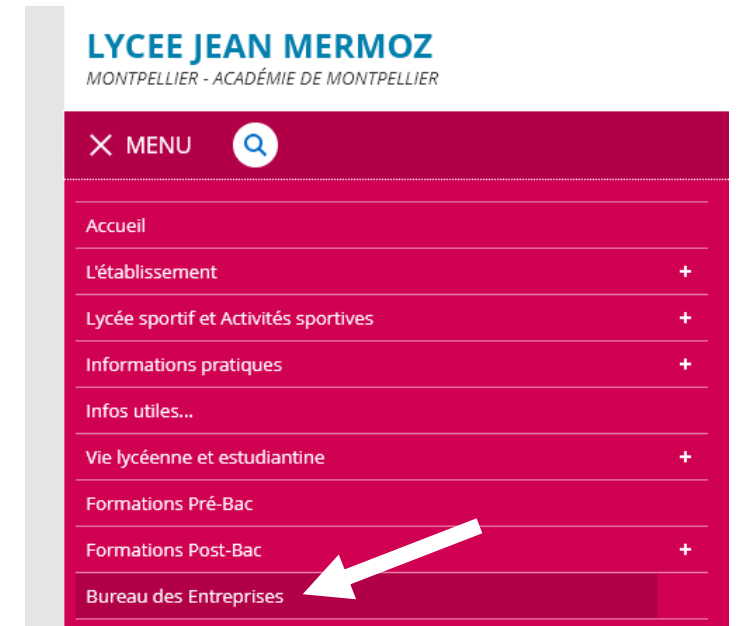 LYCEE JEAN MERMOZ
MONTPELLIER - ACADÉMIE DE MONTPELLIER
MENU
Accueil
L'établissement +
Lycée sportif et Activités sportives +
Informations pratiques +
Infos utiles...
Vie lycéenne et estudiantine +
Formations Pré-Bac
Formations Post-Bac +
Bureau des Entreprises